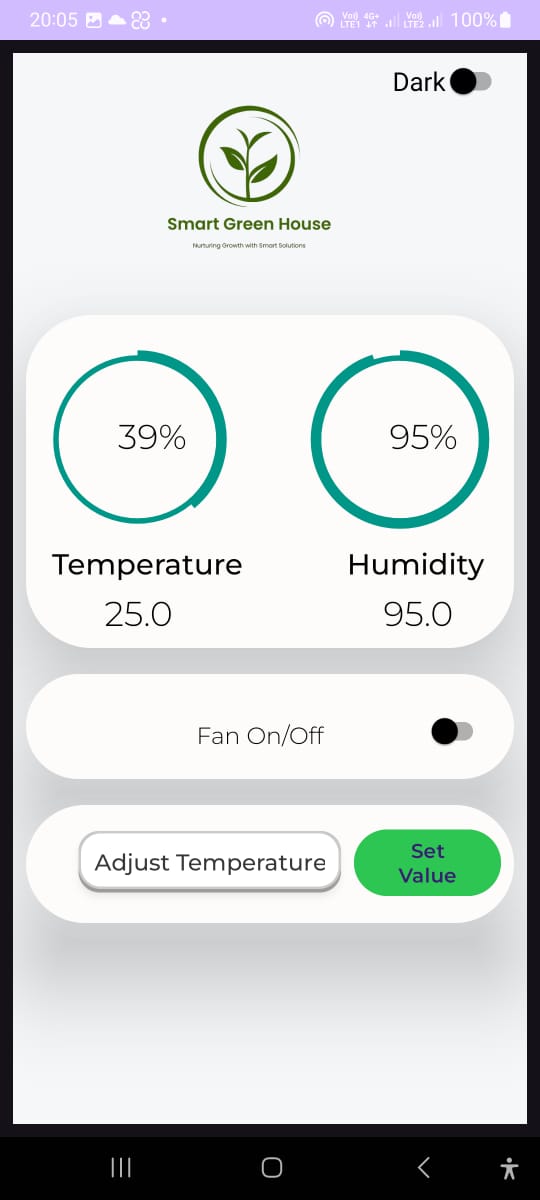 20:05
Vo) 4G+ Vo) 100%
LTE1 LTE2
Dark
Smart Green House
Nurturing Growth with Smart Solutions
39% 95%
Temperature Humidity
25.0 95.0
Fan On/Off
Adjust Temperature
Set
Value